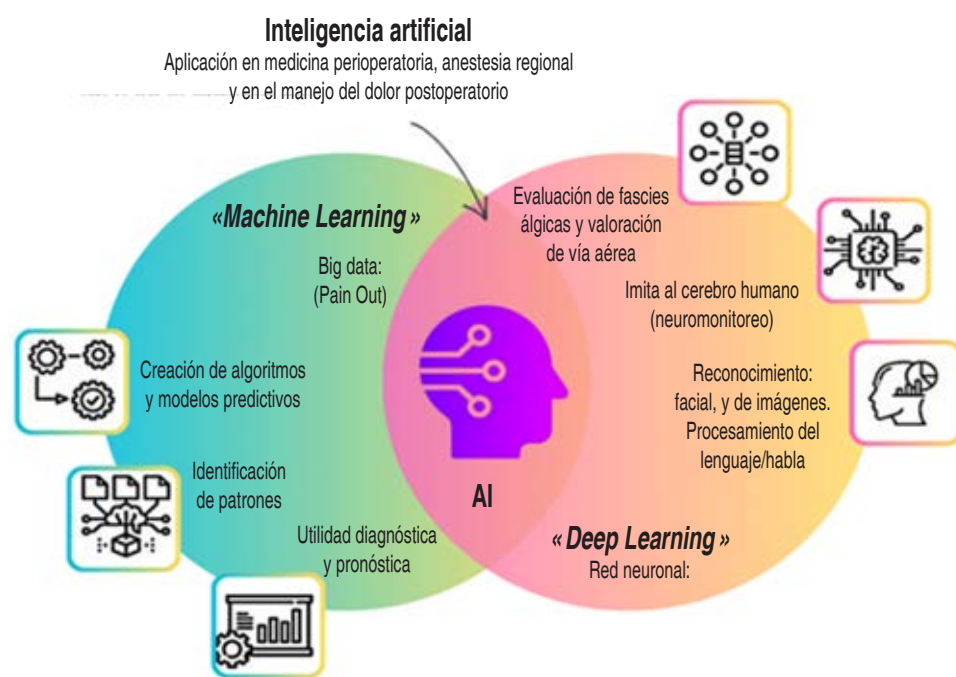 Inteligencia artificial
Aplicación en medicina perioperatoria, anestesia regional
y en el manejo del dolor postoperatorio
«Machine Learning»
Big data:
(Pain Out)
Creación de algoritmos
y modelos predictivos
Identificación
de patrones
Utilidad diagnóstica
y pronóstica
AI
Evaluación de fascies
álgicas y valoración
de vía aérea
Imita al cerebro humano
(neuromonitoreo)
Reconocimiento:
facial, y de imágenes.
Procesamiento del
lenguaje/habla
«Deep Learning»
Red neuronal: